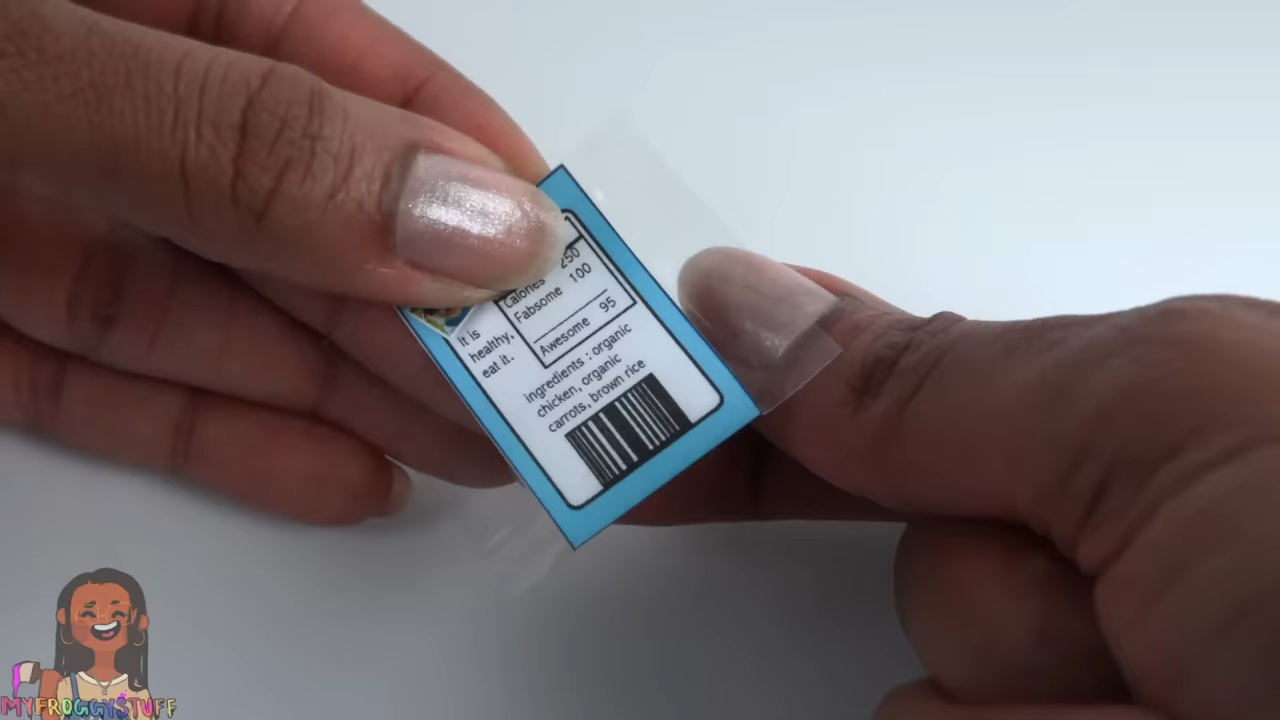 Calories 250
Fabsome 100
Awesome 95
It is
healthy,
eat it.
ingredients : organic
chicken, organic
carrots, brown rice
MYFROGGYSTUFF